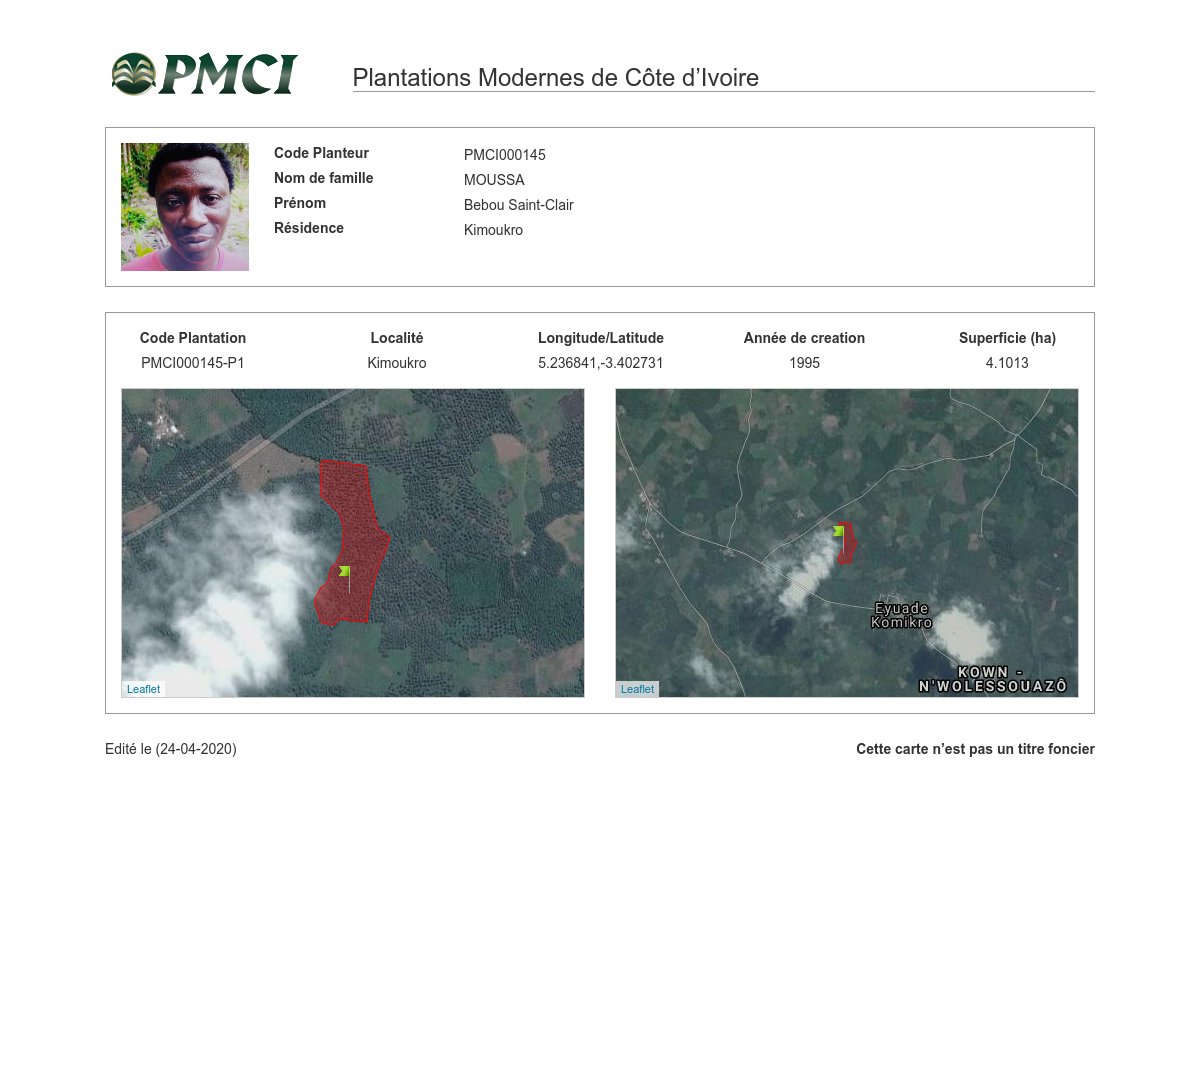 PMCI
Plantations Modernes de Côte d’Ivoire
Code Planteur PMCI000145
Nom de famille MOUSSA
Prénom Bebou Saint-Clair
Résidence Kimoukro
Code Plantation Localité Longitude/Latitude Année de creation Superficie (ha)
PMCI000145-P1 Kimoukro 5.236841,-3.402731 1995 4.1013
Eyuade
Komikro
KOWN -
N'WOLESSOUAZÔ
Leaflet Leaflet
Edité le (24-04-2020) Cette carte n’est pas un titre foncier